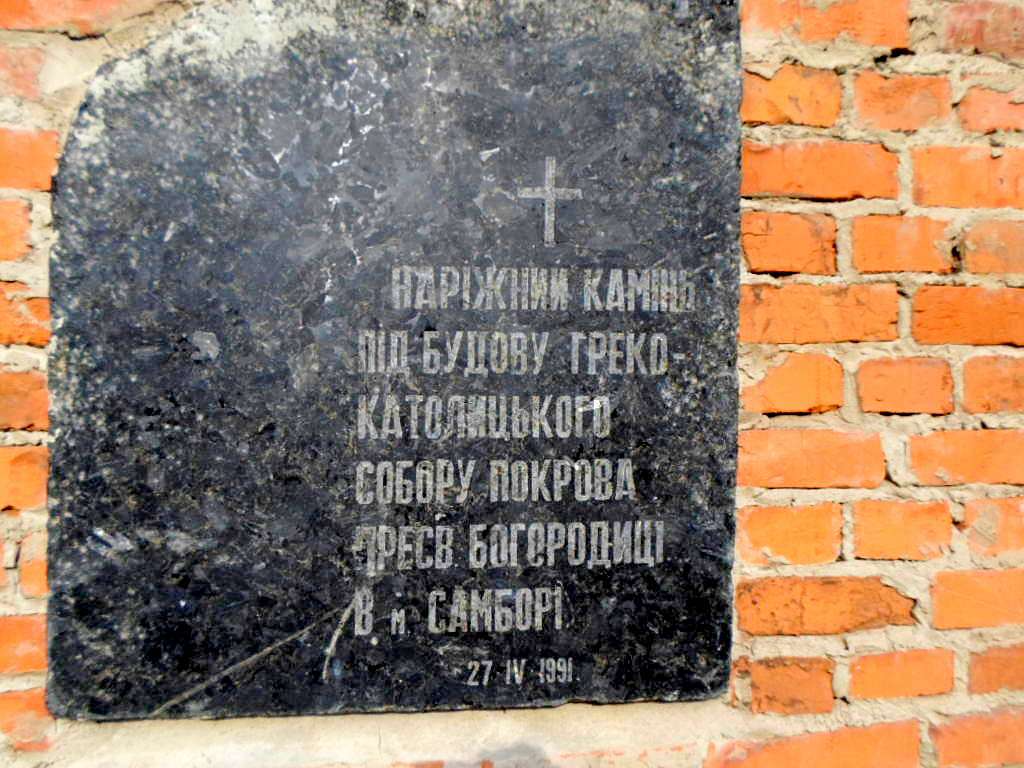 НАРІЖНИЙ КАМІНЬ
ПІД БУДОВУ ГРЕКО-
КАТОЛИЦЬКОГО
СОБОРУ ПОКРОВА
ПРЕСВ. БОГОРОДИЦІ
В м САМБОРІ
27 IV 1991.